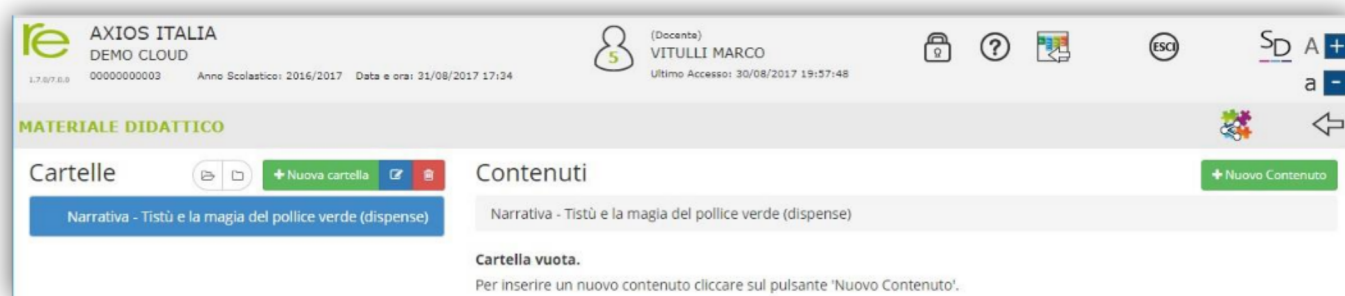 re
AXIOS ITALIA
DEMO CLOUD
1.7.0/7.0.0
00000000003 Anno Scolastico: 2016/2017 Data e ora: 31/08/2017 17:34
5
(Docente)
VITULLI MARCO
Ultimo Accesso: 30/08/2017 19:57:48
?
ESCI
SD
A +
a -
MATERIALE DIDATTICO
Cartelle
+ Nuova cartella
Contenuti
+ Nuovo Contenuto
Narrativa - Tistù e la magia del pollice verde (dispense)
Narrativa - Tistù e la magia del pollice verde (dispense)
Cartella vuota.
Per inserire un nuovo contenuto cliccare sul pulsante 'Nuovo Contenuto'.